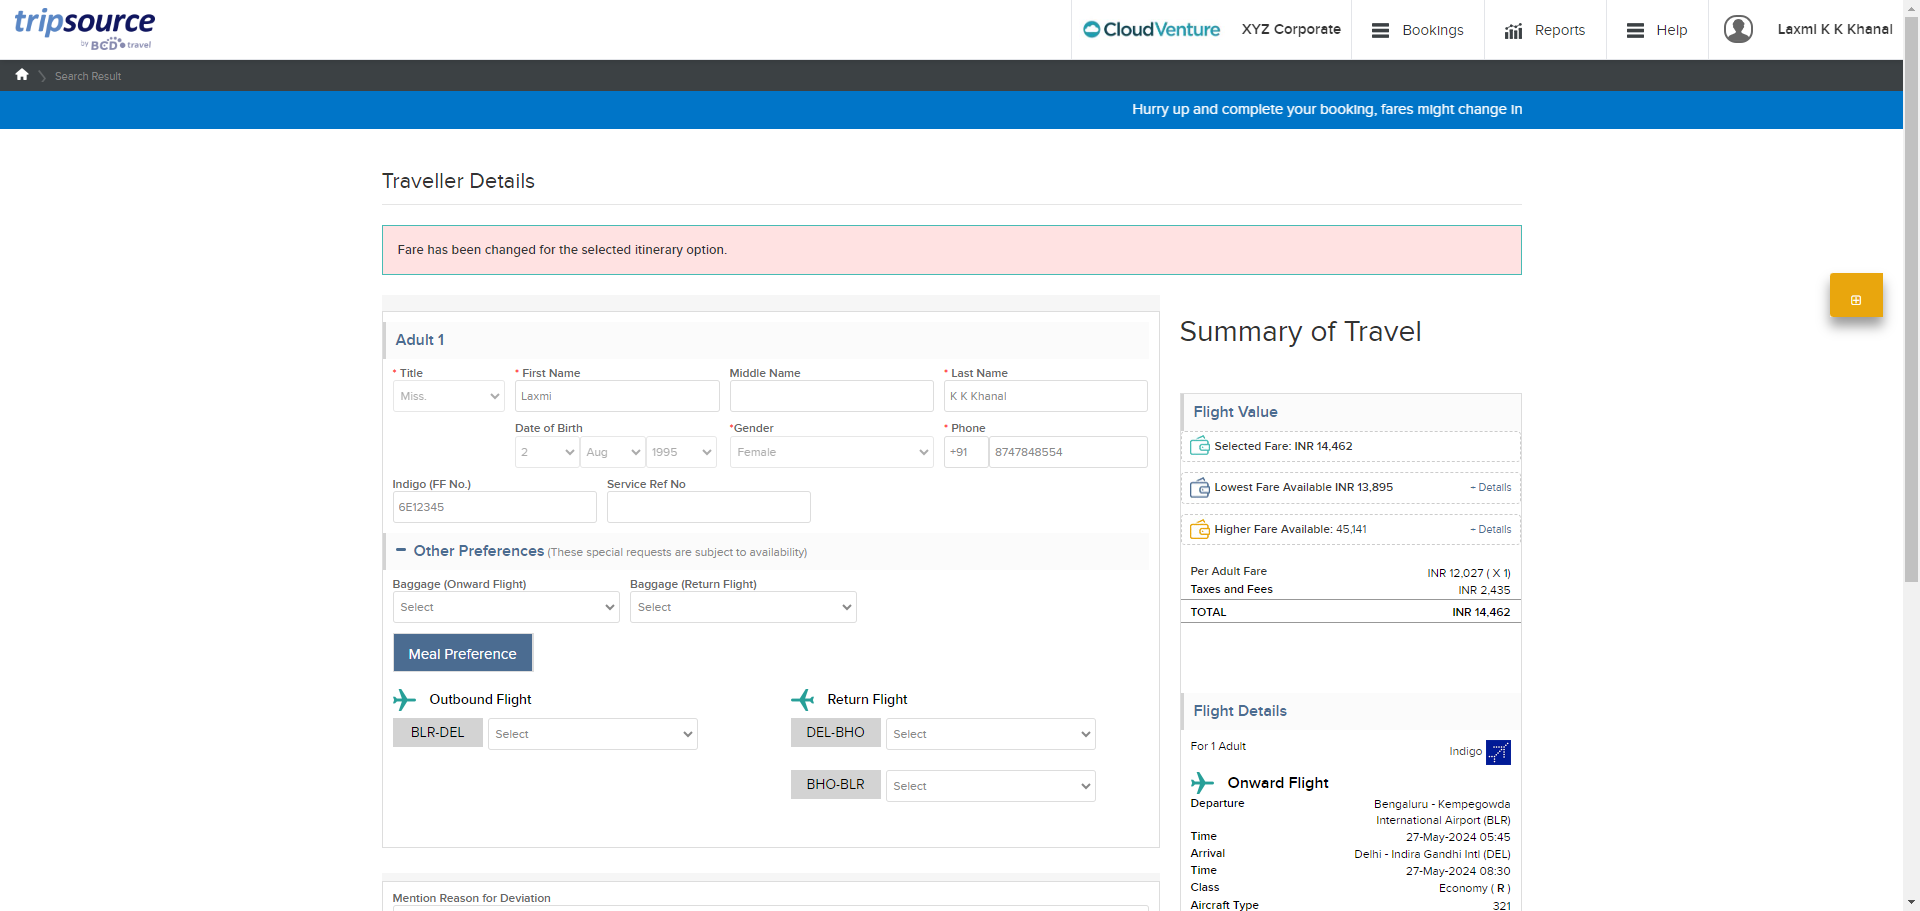 tripsource
by BCD travel
CloudVenture
XYZ Corporate
Bookings
Reports
Help
Laxmi K K Khanal
Search Result
Hurry up and complete your booking, fares might change in
Traveller Details
Fare has been changed for the selected itinerary option.
Adult 1
* Title
* First Name
Middle Name
* Last Name
Miss.
Laxmi
K K Khanal
Date of Birth
*Gender
* Phone
2
Aug
1995
Female
+91
8747848554
Indigo (FF No.)
Service Ref No
6E12345
Other Preferences (These special requests are subject to availability)
Baggage (Onward Flight)
Baggage (Return Flight)
Select
Select
Meal Preference
Outbound Flight
Return Flight
BLR-DEL
Select
DEL-BHO
Select
BHO-BLR
Select
Mention Reason for Deviation
Summary of Travel
Flight Value
Selected Fare: INR 14,462
Lowest Fare Available INR 13,895
+ Details
Higher Fare Available: 45,141
+ Details
Per Adult Fare
INR 12,027 ( X 1)
Taxes and Fees
INR 2,435
TOTAL
INR 14,462
Flight Details
For 1 Adult
Indigo
Onward Flight
Departure
Bengaluru - Kempegowda
International Airport (BLR)
Time
27-May-2024 05:45
Arrival
Delhi - Indira Gandhi Intl (DEL)
Time
27-May-2024 08:30
Class
Economy ( R )
Aircraft Type
321